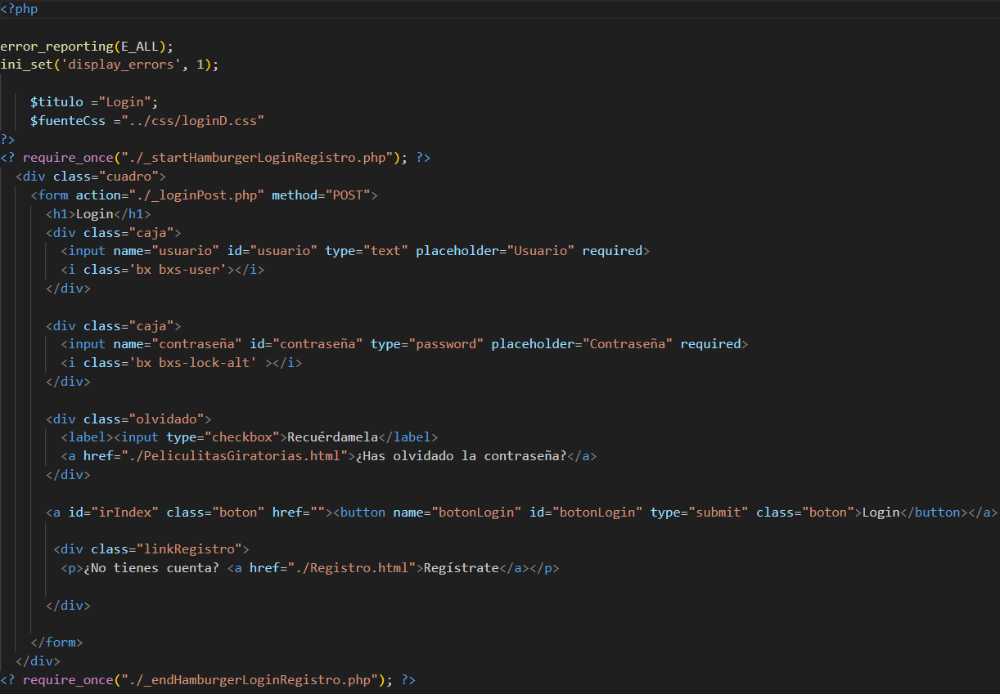 <?php
error_reporting(E_ALL);
ini_set('display_errors', 1);
$titulo ="Login";
$fuenteCss ="../css/loginD.css"
?>
<? require_once("./_startHamburgerLoginRegistro.php"); ?>
<div class="cuadro">
<form action="./_loginPost.php" method="POST">
<h1>Login</h1>
<div class="caja">
<input name="usuario" id="usuario" type="text" placeholder="Usuario" required>
<i class='bx bxs-user'></i>
</div>
<div class="caja">
<input name="contraseña" id="contraseña" type="password" placeholder="Contraseña" required>
<i class='bx bxs-lock-alt' ></i>
</div>
<div class="olvidado">
<label><input type="checkbox">Recuérdamela</label>
<a href="./PeliculitasGiratorias.html">¿Has olvidado la contraseña?</a>
</div>
<a id="irIndex" class="boton" href=""><button name="botonLogin" id="botonLogin" type="submit" class="boton">Login</button></a>
<div class="linkRegistro">
<p>¿No tienes cuenta? <a href="./Registro.html">Regístrate</a></p>
</div>
</form>
</div>
<? require_once("./_endHamburgerLoginRegistro.php"); ?>